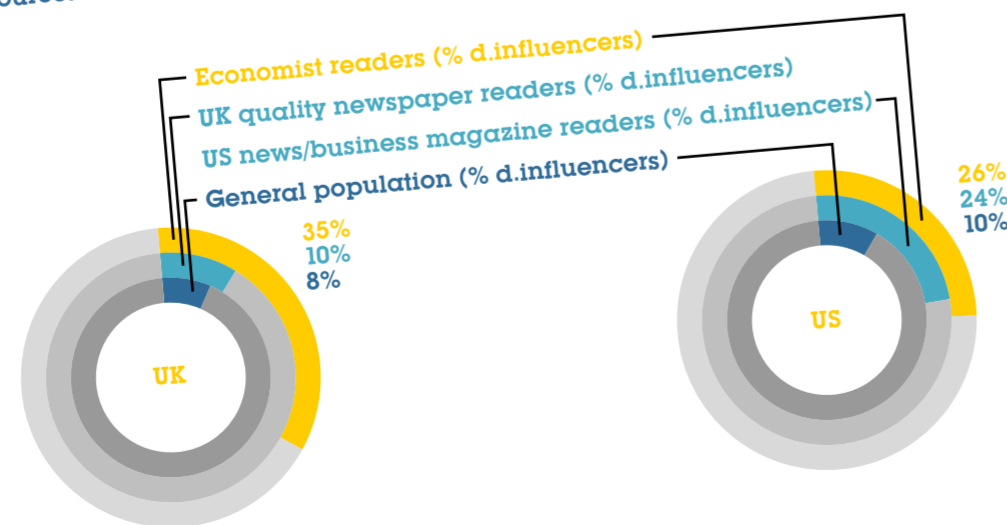 Economist readers (% d.influencers)
UK quality newspaper readers (% d.influencers)
US news/business magazine readers (% d.influencers)
General population (% d.influencers)
35%
10%
8%
UK
26%
24%
10%
US